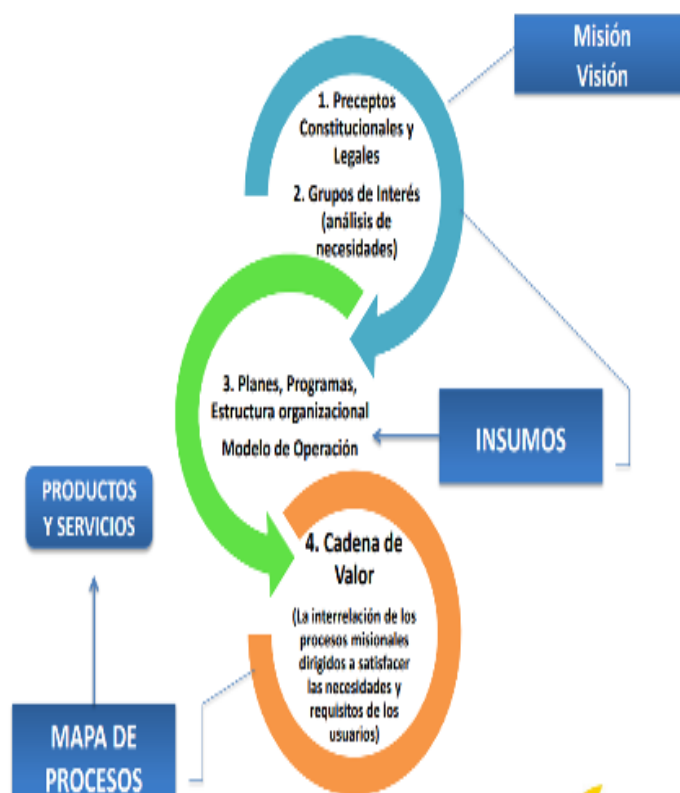 Misión
Visión
1. Preceptos
Constitucionales y
Legales
2. Grupos de Interés
(análisis de
necesidades)
3. Planes, Programas,
Estructura organizacional
Modelo de Operación
INSUMOS
PRODUCTOS
Y SERVICIOS
4. Cadena de
Valor
(La interrelación de los
procesos misionales
dirigidos a satisfacer
las necesidades y
requisitos de los
usuarios)
MAPA DE
PROCESOS